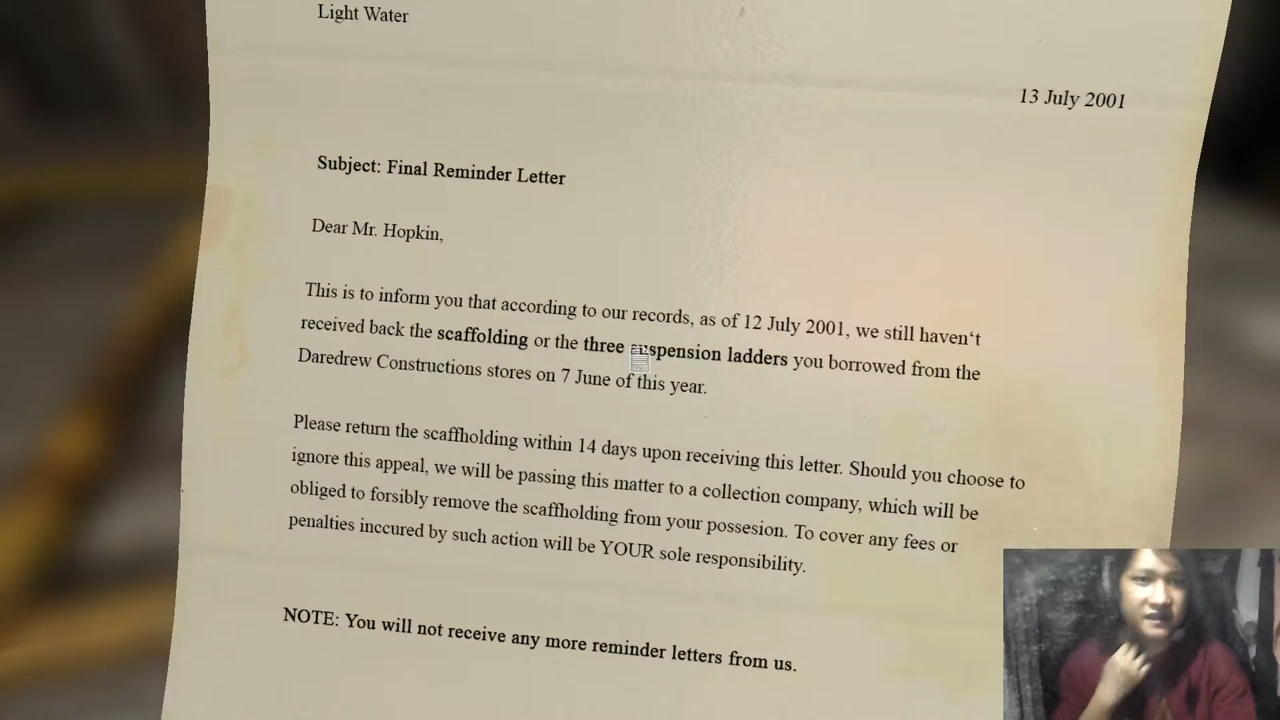 Light Water
13 July 2001
Subject: Final Reminder Letter
Dear Mr. Hopkin,
This is to inform you that according to our records, as of 12 July 2001, we still haven't
received back the scaffolding or the three suspension ladders you borrowed from the
Daredrew Constructions stores on 7 June of this year.
Please return the scaffholding within 14 days upon receiving this letter. Should you choose to
ignore this appeal, we will be passing this matter to a collection company, which will be
obliged to forsibly remove the scaffholding from your possesion. To cover any fees or
penalties inccured by such action will be YOUR sole responsibility.
NOTE: You will not receive any more reminder letters from us.